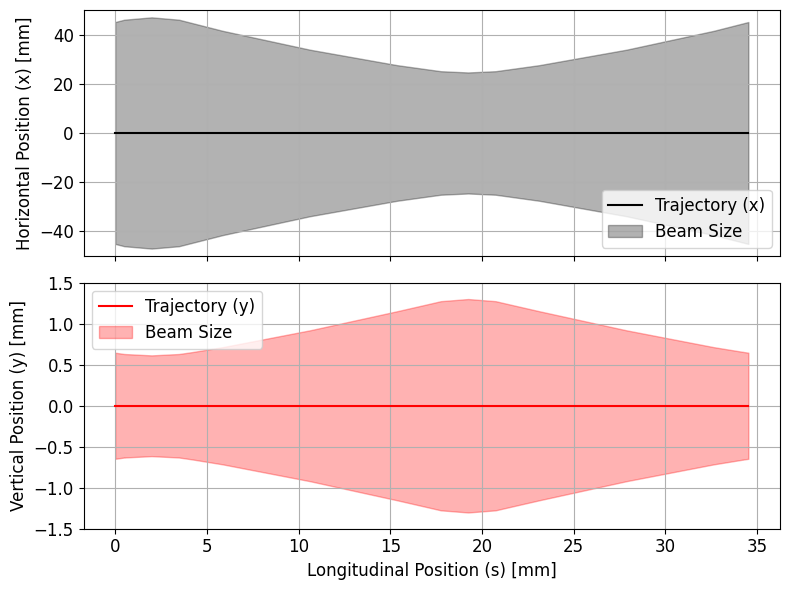 Horizontal Position (x) [mm]
40
20
0
−20
−40
Trajectory (x)
Beam Size
Vertical Position (y) [mm]
1.5
1.0
0.5
0.0
−0.5
−1.0
−1.5
Trajectory (y)
Beam Size
0 5 10 15 20 25 30 35
Longitudinal Position (s) [mm]